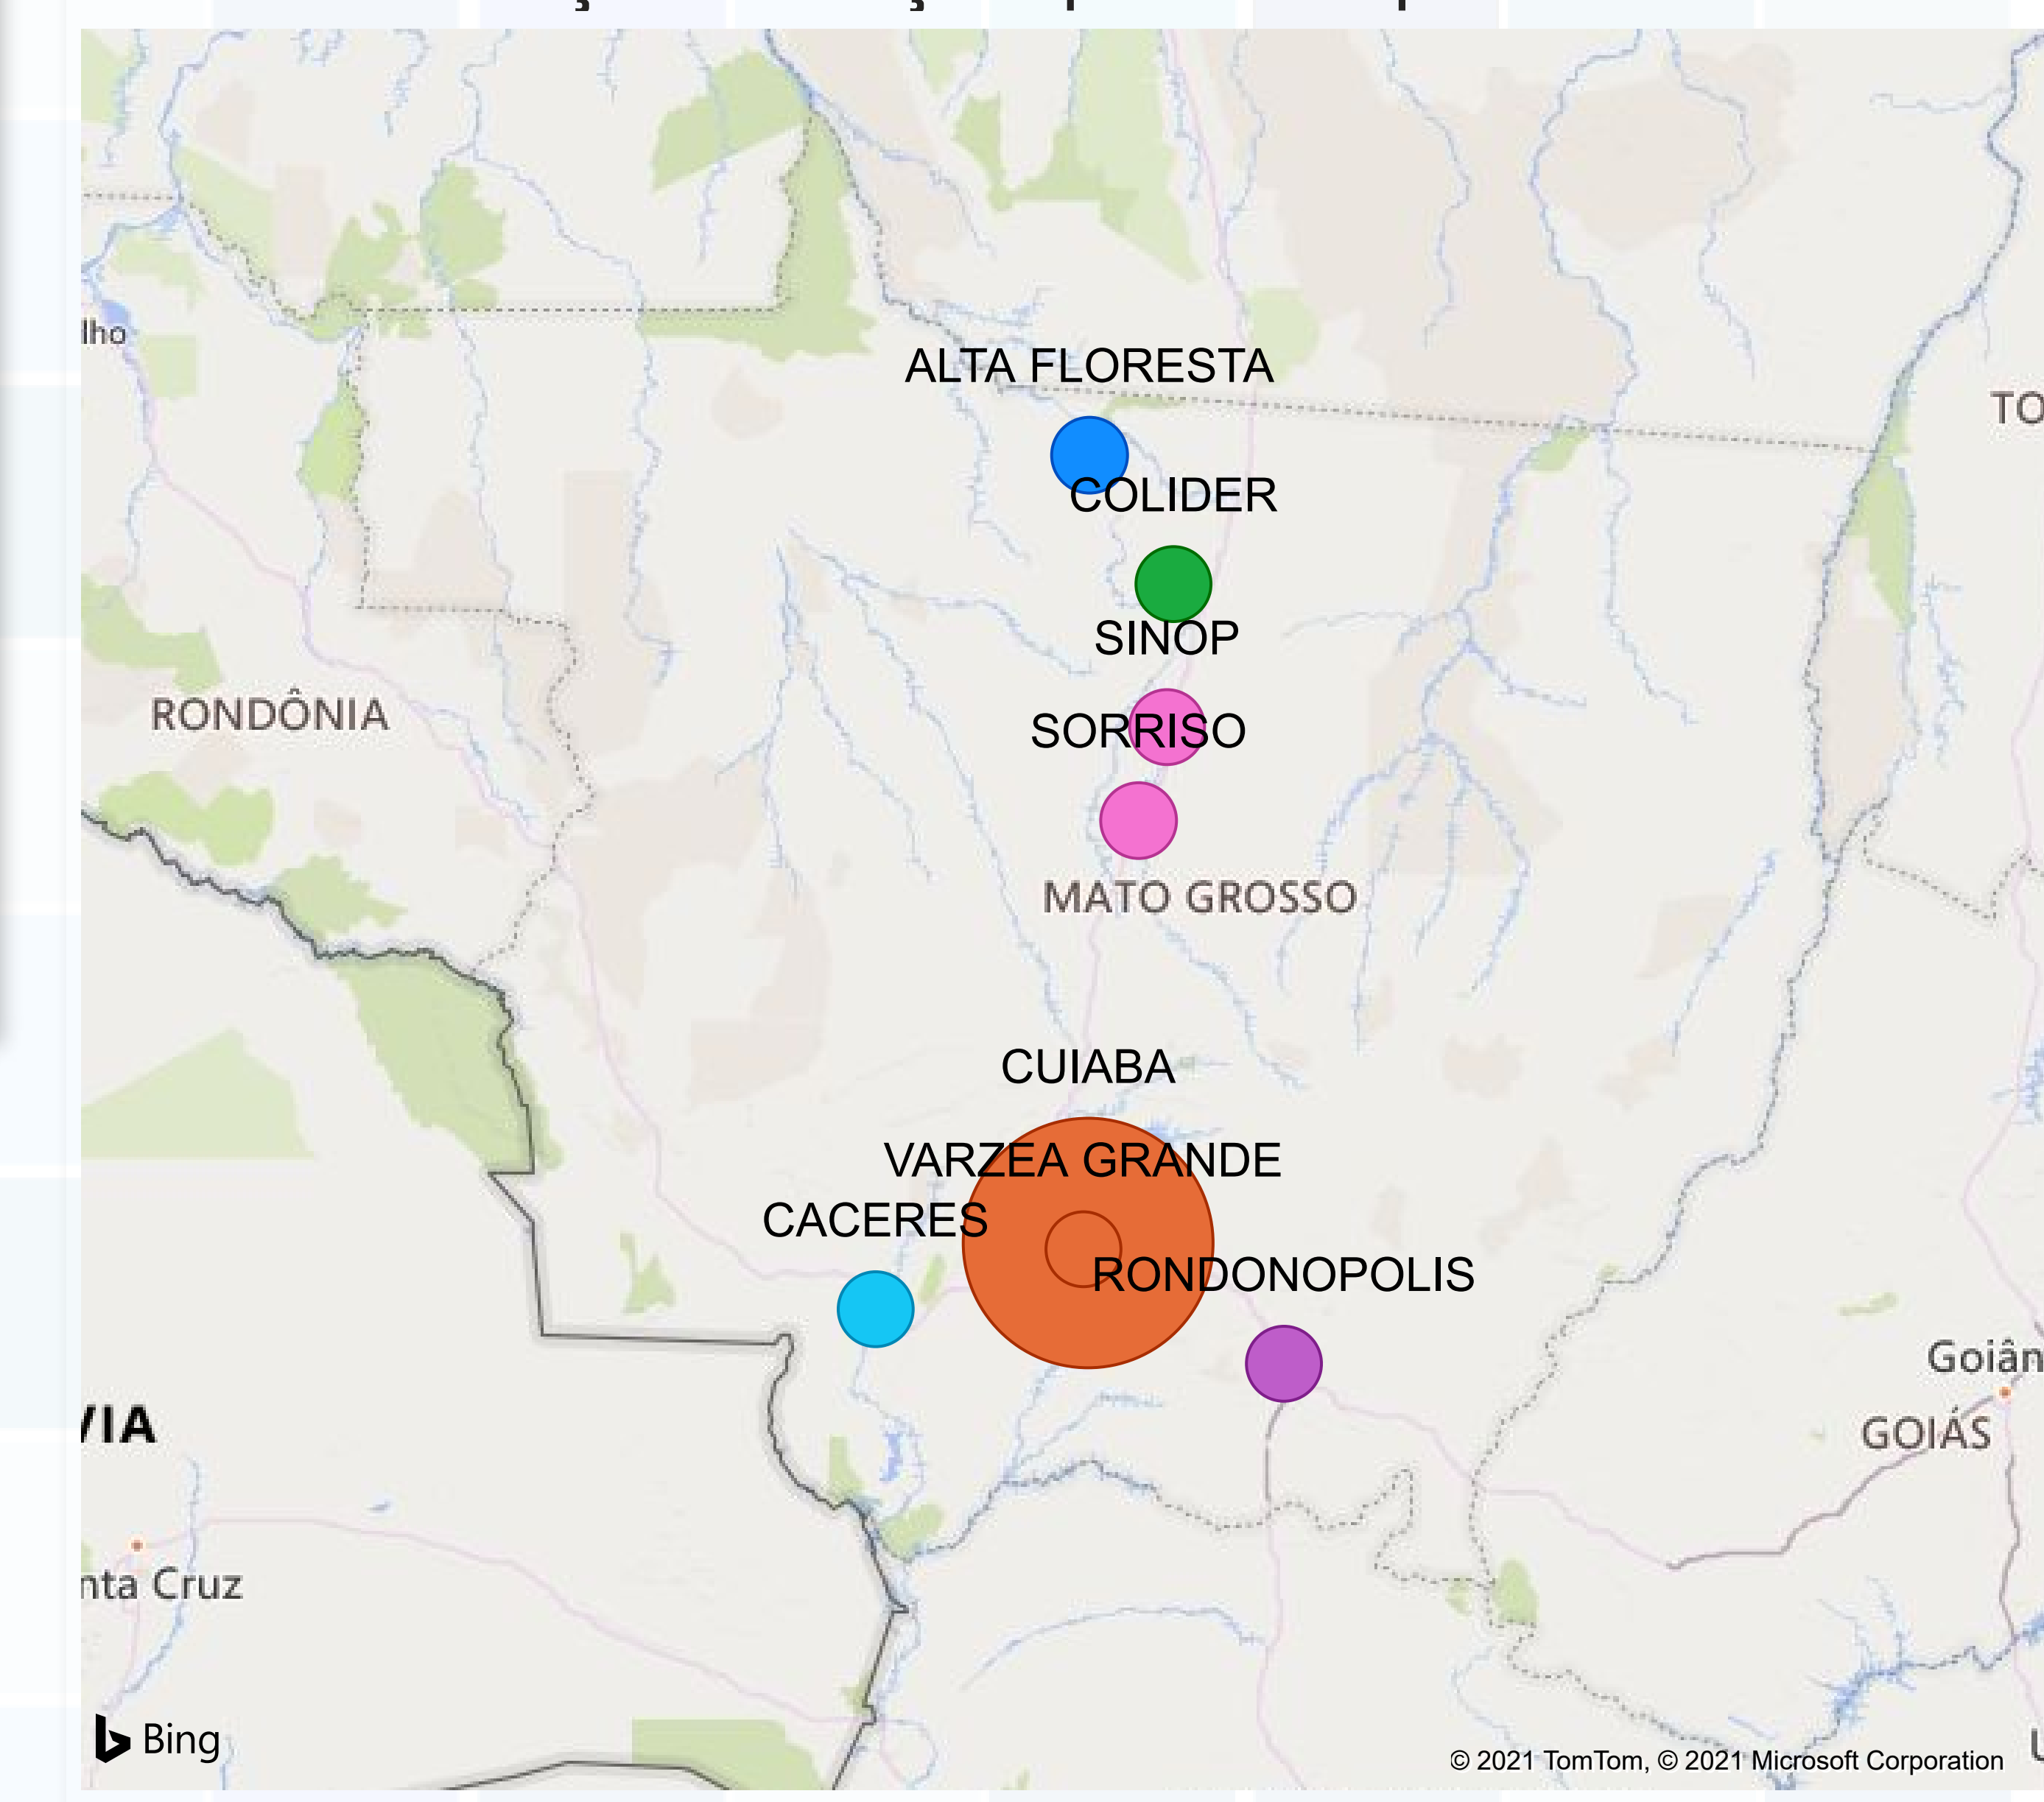 lho
ALTA FLORESTA
TO
COLIDER
SINOP
RONDÔNIA
SORRISO
MATO GROSSO
CUIABA
VARZEA GRANDE
CACERES
RONDONOPOLIS
Goiân
VIA
GOIÁS
nta Cruz
Bing
U
© 2021 TomTom, © 2021 Microsoft Corporation